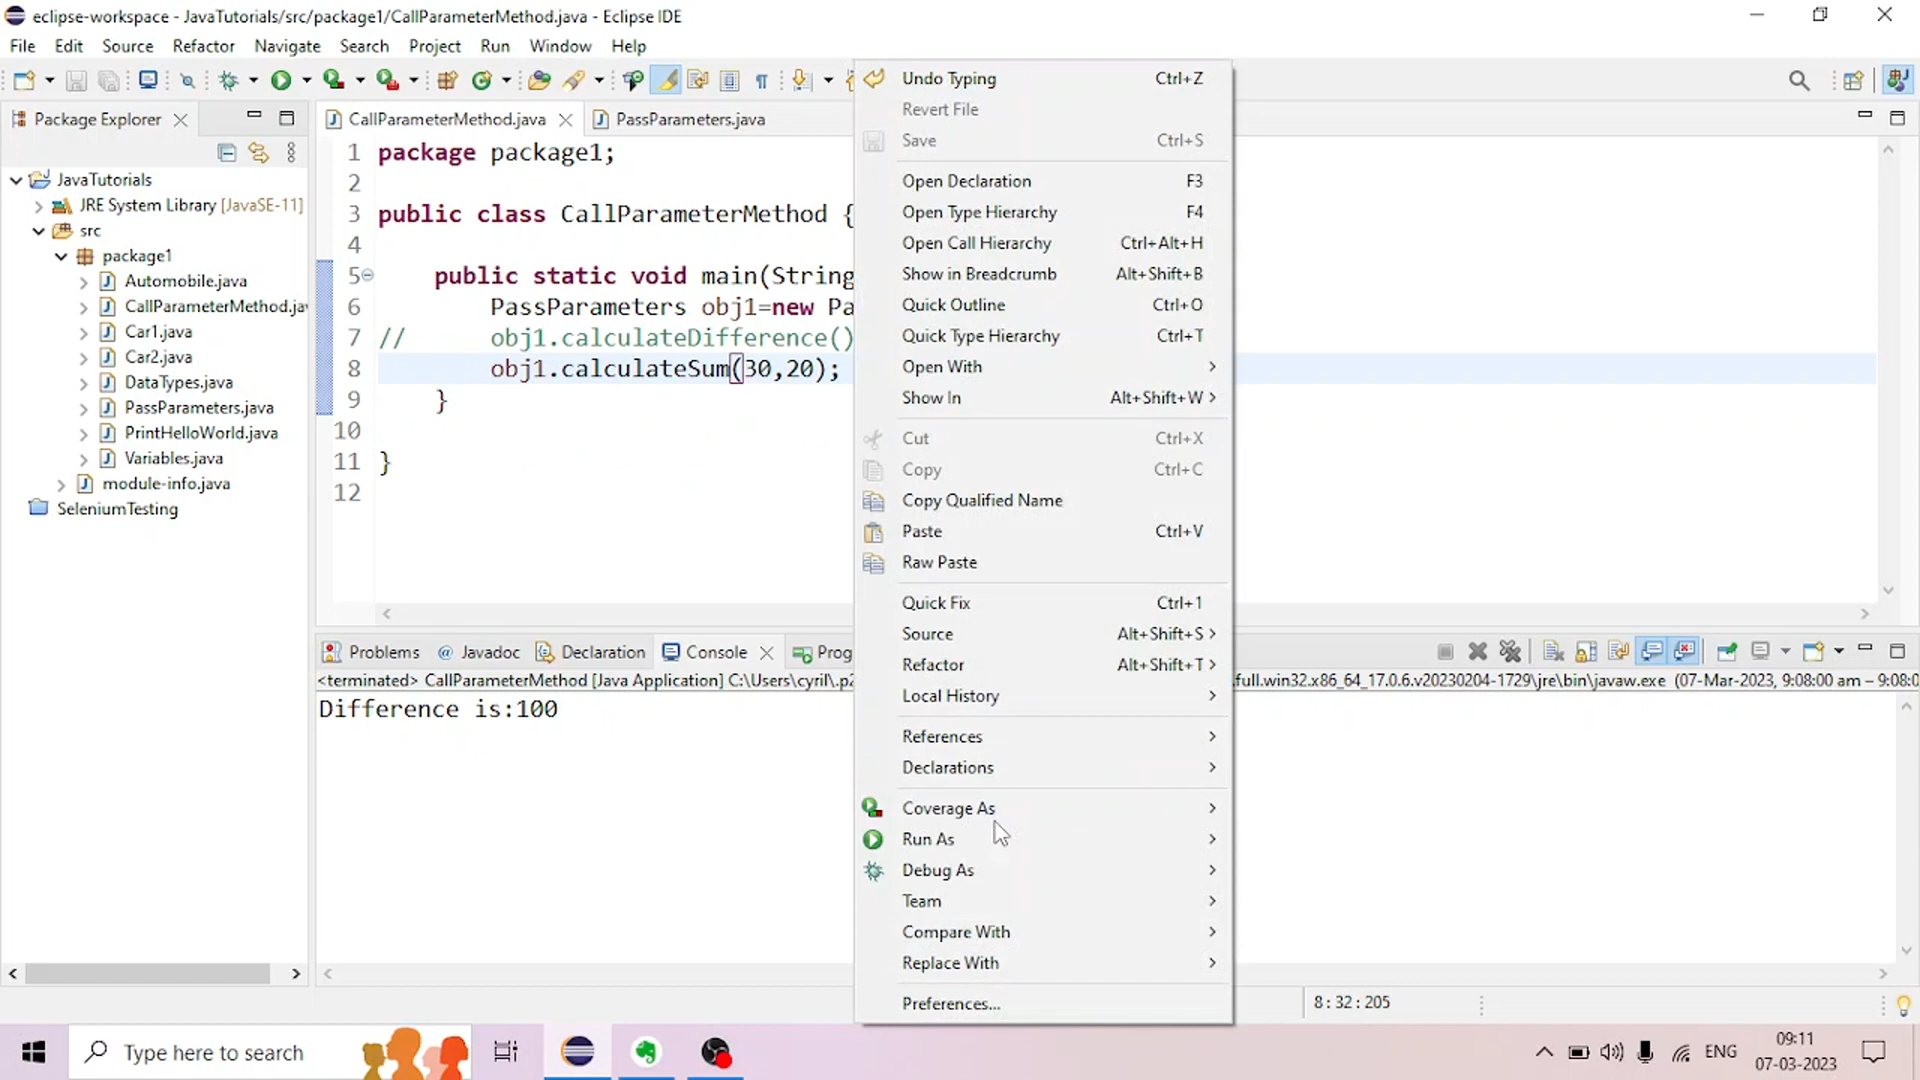 eclipse-workspace - JavaTutorials/src/package1/CallParameterMethod.java - Eclipse IDE
File Edit Source Refactor Navigate Search Project Run Window Help
Package Explorer
JavaTutorials
JRE System Library [JavaSE-11]
src
package1
Automobile.java
CallParameterMethod.jav
Car1.java
Car2.java
DataTypes.java
PassParameters.java
PrintHelloWorld.java
Variables.java
module-info.java
SeleniumTesting
CallParameterMethod.java PassParameters.java
1 package package1;
2
3 public class CallParameterMethod {
4
5 public static void main(String
6 PassParameters obj1=new Pa
7 // obj1.calculateDifference()
8 obj1.calculateSum(30,20);
9 }
10
11 }
12
Undo Typing Ctrl+Z
Revert File
Save Ctrl+S
Open Declaration F3
Open Type Hierarchy F4
Open Call Hierarchy Ctrl+Alt+H
Show in Breadcrumb Alt+Shift+B
Quick Outline Ctrl+O
Quick Type Hierarchy Ctrl+T
Open With
Show In Alt+Shift+W
Cut Ctrl+X
Copy Ctrl+C
Copy Qualified Name
Paste Ctrl+V
Raw Paste
Quick Fix Ctrl+1
Source Alt+Shift+S
Refactor Alt+Shift+T
Local History
References
Declarations
Coverage As
Run As
Debug As
Team
Compare With
Replace With
Preferences...
Problems Javadoc Declaration Console Prog
<terminated> CallParameterMethod [Java Application] C:\Users\cyril\.p2 .full.win32.x86_64_17.0.6.v20230204-1729\jre\bin\javaw.exe (07-Mar-2023, 9:08:00 am – 9:08:0
Difference is:100
8 : 32 : 205
Type here to search
ENG
09:11
07-03-2023